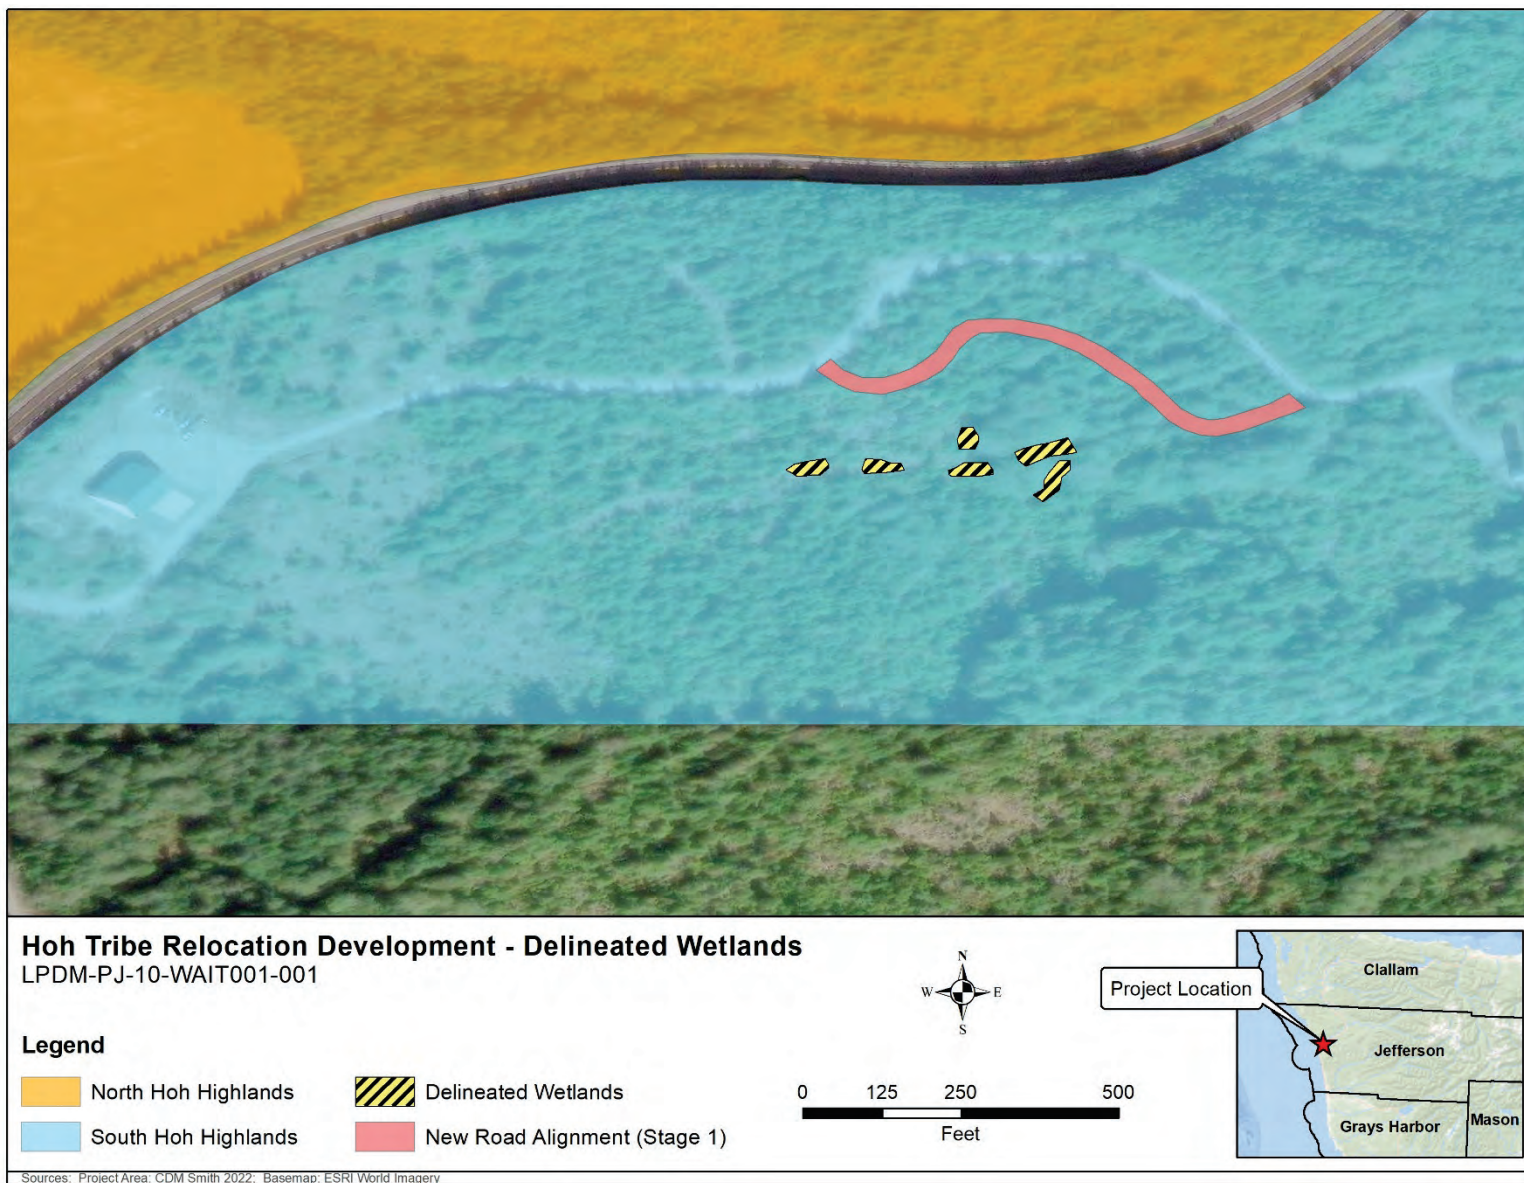 Hoh Tribe Relocation Development - Delineated Wetlands
LPDM-PJ-10-WAIT001-001
Legend
North Hoh Highlands
South Hoh Highlands
Delineated Wetlands
New Road Alignment (Stage 1)
N
W E
S
0 125 250 500
Feet
Project Location
Clallam
Jefferson
Grays Harbor
Mason
Sources: Project Area: CDM Smith 2022; Basemap: ESRI World Imagery